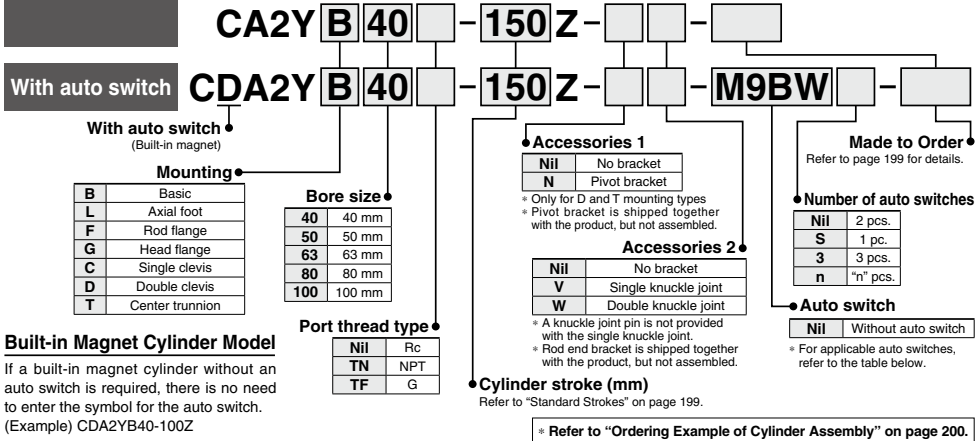 CA2Y B 40 - 150 Z - -
With auto switch CDA2Y B 40 - 150 Z - - M9BW -
With auto switch
(Built-in magnet)
Mounting
B Basic
L Axial foot
F Rod flange
G Head flange
C Single clevis
D Double clevis
T Center trunnion
Built-in Magnet Cylinder Model
If a built-in magnet cylinder without an
auto switch is required, there is no need
to enter the symbol for the auto switch.
(Example) CDA2YB40-100Z
Bore size
40 40 mm
50 50 mm
63 63 mm
80 80 mm
100 100 mm
Port thread type
Nil Rc
TN NPT
TF G
Cylinder stroke (mm)
Refer to “Standard Strokes” on page 199.
Accessories 1
Nil No bracket
N Pivot bracket
* Only for D and T mounting types
* Pivot bracket is shipped together
with the product, but not assembled.
Accessories 2
Nil No bracket
V Single knuckle joint
W Double knuckle joint
* A knuckle joint pin is not provided
with the single knuckle joint.
* Rod end bracket is shipped together
with the product, but not assembled.
Made to Order
Refer to page 199 for details.
Number of auto switches
Nil 2 pcs.
S 1 pc.
3 3 pcs.
n “n” pcs.
Auto switch
Nil Without auto switch
* For applicable auto switches,
refer to the table below.
* Refer to “Ordering Example of Cylinder Assembly” on page 200.